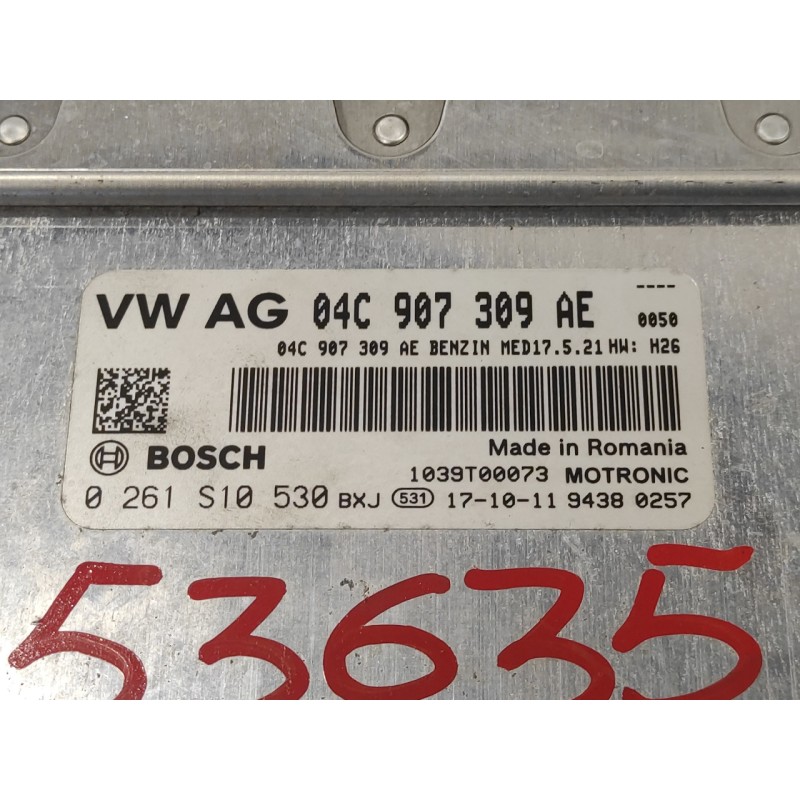 ----
VW AG 04C 907 309 AE 0050
04C 907 309 AE BENZIN MED17.5.21 HW: H26
BOSCH Made in Romania
1039T00073 MOTRONIC
0 261 S10 530 BXJ 531 17-10-11 9438 0257
53635